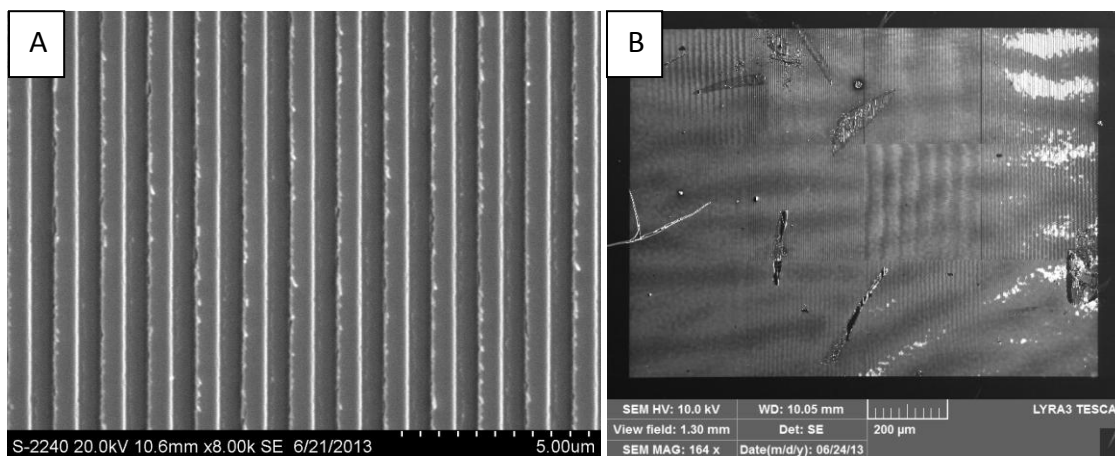 A
S-2240 20.0kV 10.6mm x8.00k SE 6/21/2013 5.00um
B
SEM HV: 10.0 kV WD: 10.05 mm LYRA3 TESCA
View field: 1.30 mm Det: SE 200 µm
SEM MAG: 164 x Date(m/d/y): 06/24/13